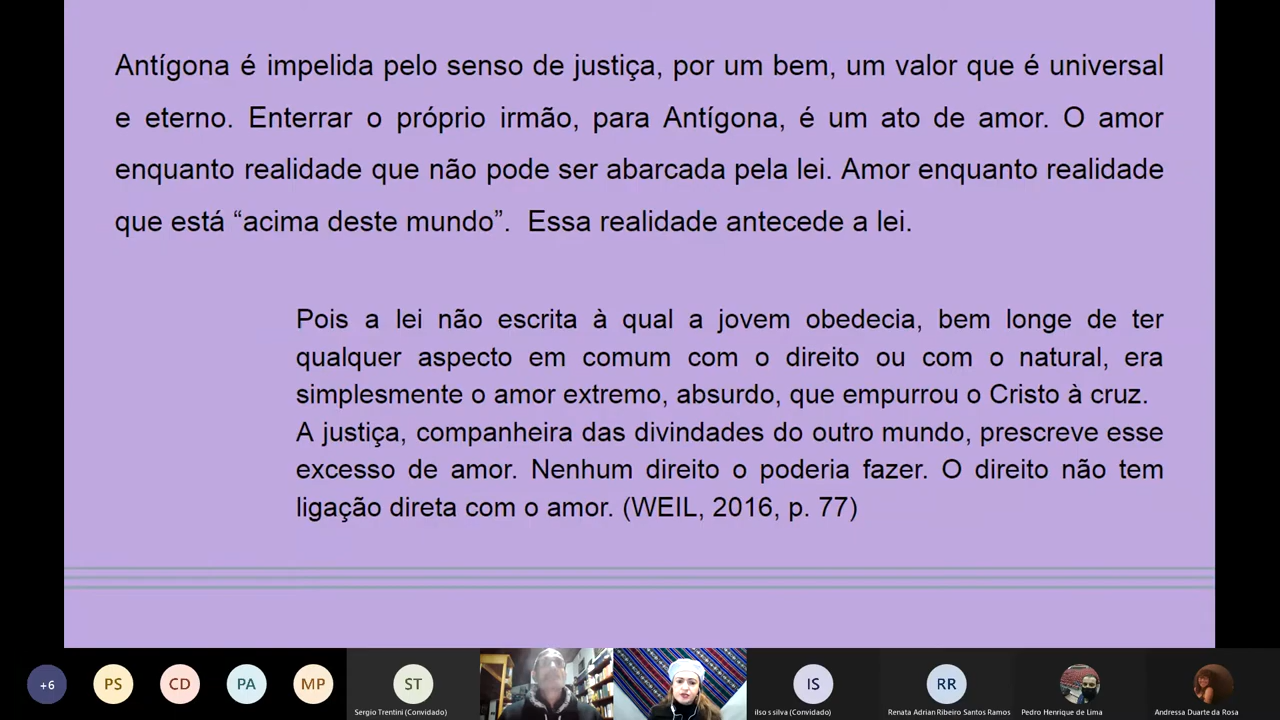 Antígona é impelida pelo senso de justiça, por um bem, um valor que é universal
e eterno. Enterrar o próprio irmão, para Antígona, é um ato de amor. O amor
enquanto realidade que não pode ser abarcada pela lei. Amor enquanto realidade
que está “acima deste mundo”.  Essa realidade antecede a lei.
Pois a lei não escrita à qual a jovem obedecia, bem longe de ter
qualquer aspecto em comum com o direito ou com o natural, era
simplesmente o amor extremo, absurdo, que empurrou o Cristo à cruz.
A justiça, companheira das divindades do outro mundo, prescreve esse
excesso de amor. Nenhum direito o poderia fazer. O direito não tem
ligação direta com o amor. (WEIL, 2016, p. 77)
+6 PS CD PA MP ST IS RR
Sergio Trentini (Convidado) ilso s silva (Convidado) Renata Adrian Ribeiro Santos Ramos Pedro Henrique de Lima Andressa Duarte da Rosa